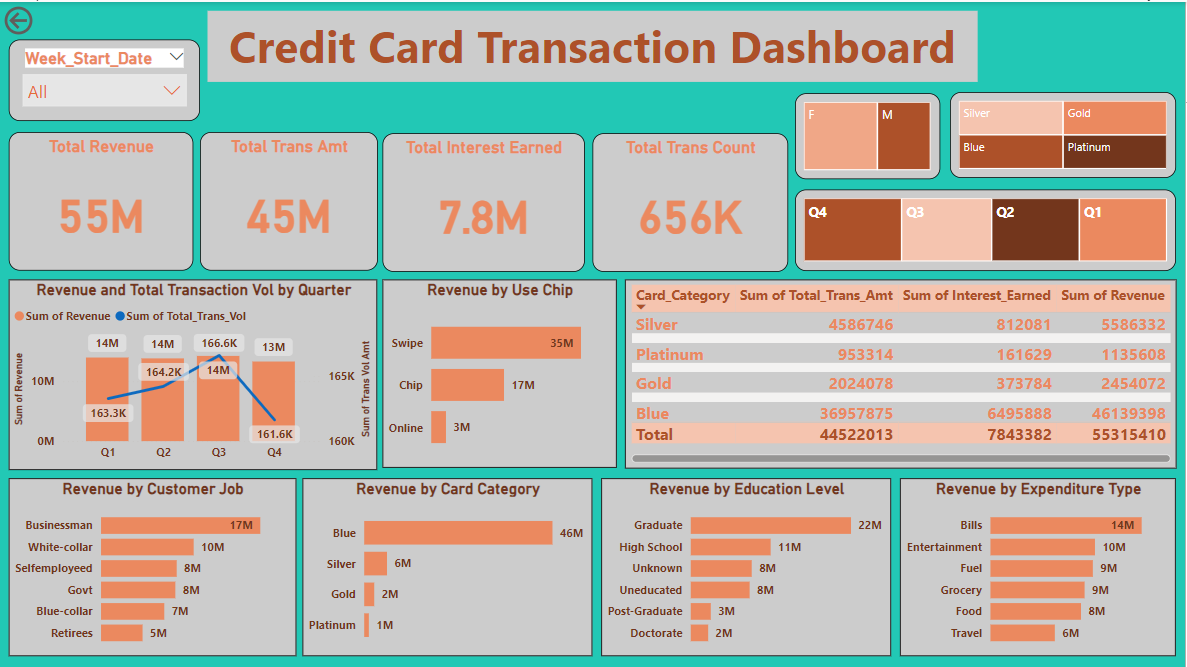 Credit Card Transaction Dashboard
Week_Start_Date
All
F M
Silver Gold
Blue Platinum
Total Revenue
55M
Total Trans Amt
45M
Total Interest Earned
7.8M
Total Trans Count
656K
Q4 Q3 Q2 Q1
Revenue and Total Transaction Vol by Quarter
Sum of Revenue Sum of Total_Trans_Vol
Sum of Revenue
10M
0M
14M 14M 166.6K 13M
164.2K 14M
163.3K
161.6K
165K
160K
Sum of Trans Vol Amt
Q1 Q2 Q3 Q4
Revenue by Use Chip
Swipe 35M
Chip 17M
Online 3M
Card_Category Sum of Total_Trans_Amt Sum of Interest_Earned Sum of Revenue
Silver 4586746 812081 5586332
Platinum 953314 161629 1135608
Gold 2024078 373784 2454072
Blue 36957875 6495888 46139398
Total 44522013 7843382 55315410
Revenue by Customer Job
Businessman 17M
White-collar 10M
Selfemployeed 8M
Govt 8M
Blue-collar 7M
Retirees 5M
Revenue by Card Category
Blue 46M
Silver 6M
Gold 2M
Platinum 1M
Revenue by Education Level
Graduate 22M
High School 11M
Unknown 8M
Uneducated 8M
Post-Graduate 3M
Doctorate 2M
Revenue by Expenditure Type
Bills 14M
Entertainment 10M
Fuel 9M
Grocery 9M
Food 8M
Travel 6M